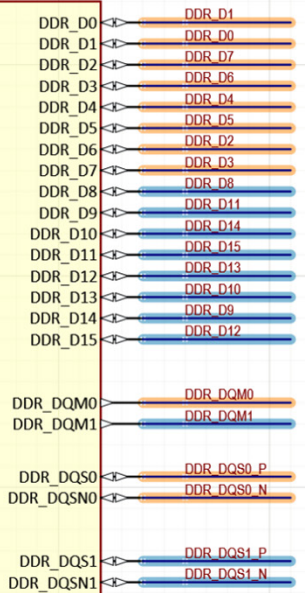 DDR_D0 DDR_D1
DDR_D1 DDR_D0
DDR_D2 DDR_D7
DDR_D3 DDR_D6
DDR_D4 DDR_D4
DDR_D5 DDR_D5
DDR_D6 DDR_D2
DDR_D7 DDR_D3
DDR_D8 DDR_D8
DDR_D9 DDR_D11
DDR_D10 DDR_D14
DDR_D11 DDR_D15
DDR_D12 DDR_D13
DDR_D13 DDR_D10
DDR_D14 DDR_D9
DDR_D15 DDR_D12
DDR_DQM0 DDR_DQM0
DDR_DQM1 DDR_DQM1
DDR_DQS0 DDR_DQS0_P
DDR_DQSN0 DDR_DQS0_N
DDR_DQS1 DDR_DQS1_P
DDR_DQSN1 DDR_DQS1_N